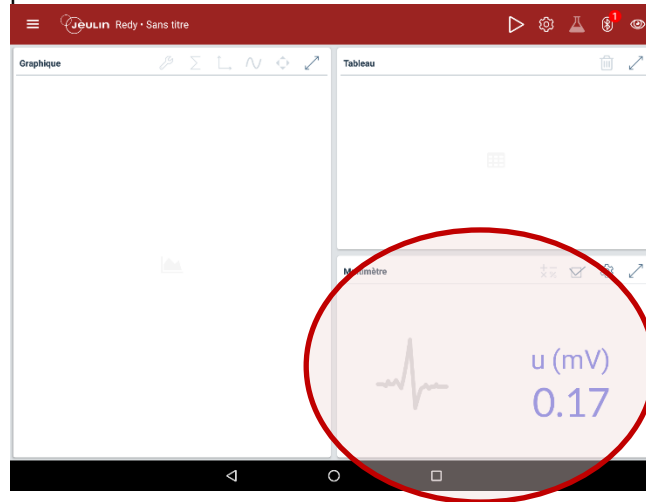 Jeulin Redy • Sans titre
1
Graphique
Tableau
Multimètre
u (mV)
0.17